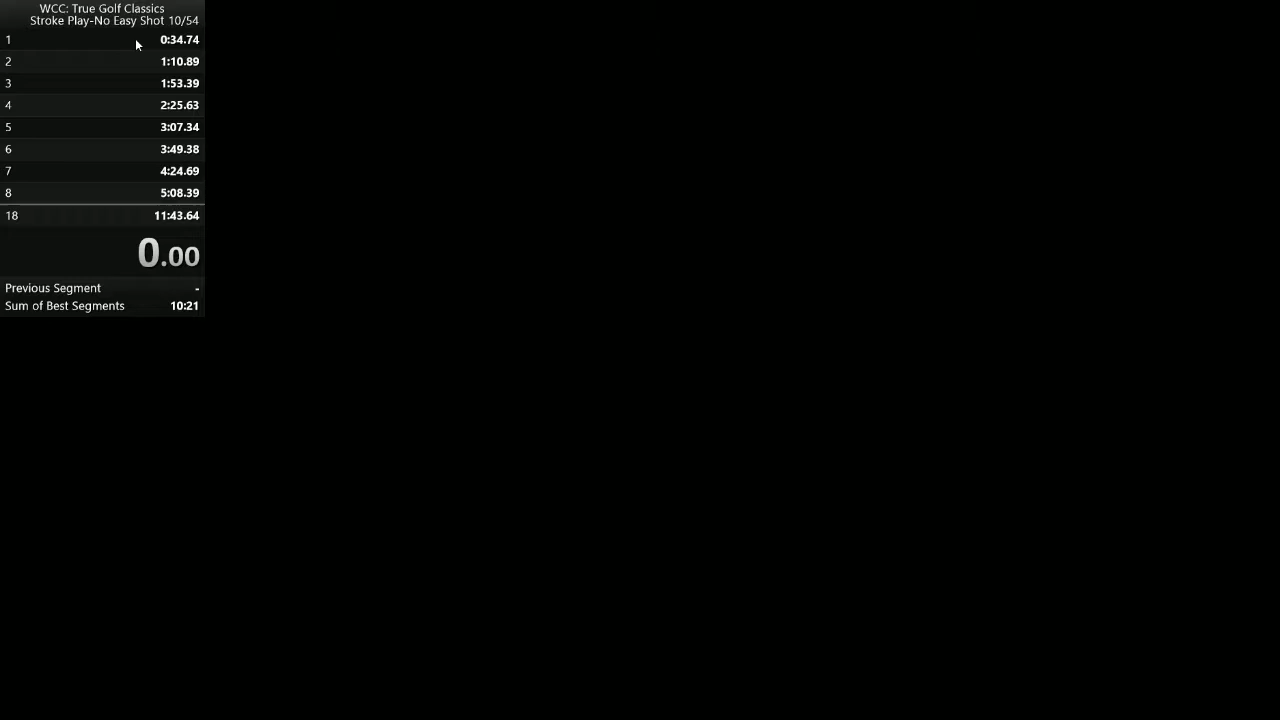 WCC: True Golf Classics
Stroke Play-No Easy Shot 10/54
1 0:34.74
2 1:10.89
3 1:53.39
4 2:25.63
5 3:07.34
6 3:49.38
7 4:24.69
8 5:08.39
18 11:43.64
0.00
Previous Segment -
Sum of Best Segments 10:21